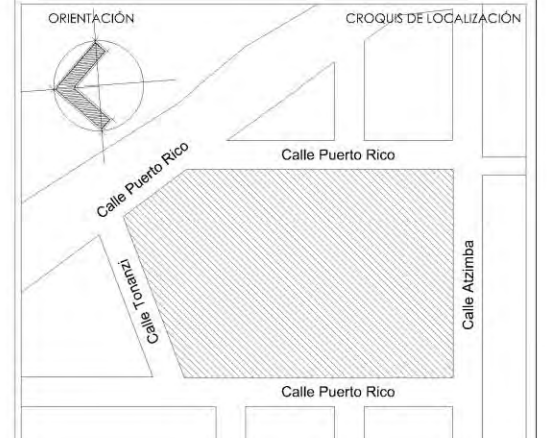 ORIENTACIÓN
CROQUIS DE LOCALIZACIÓN
Calle Puerto Rico
Calle Puerto Rico
Calle Tonanzi
Calle Atzimba
Calle Puerto Rico